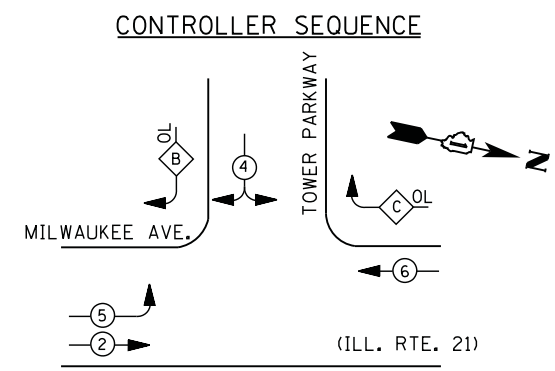 CONTROLLER SEQUENCE
TOWER PARKWAY
OL
B
4
N
C
OL
MILWAUKEE AVE.
6
5
2
(ILL. RTE. 21)